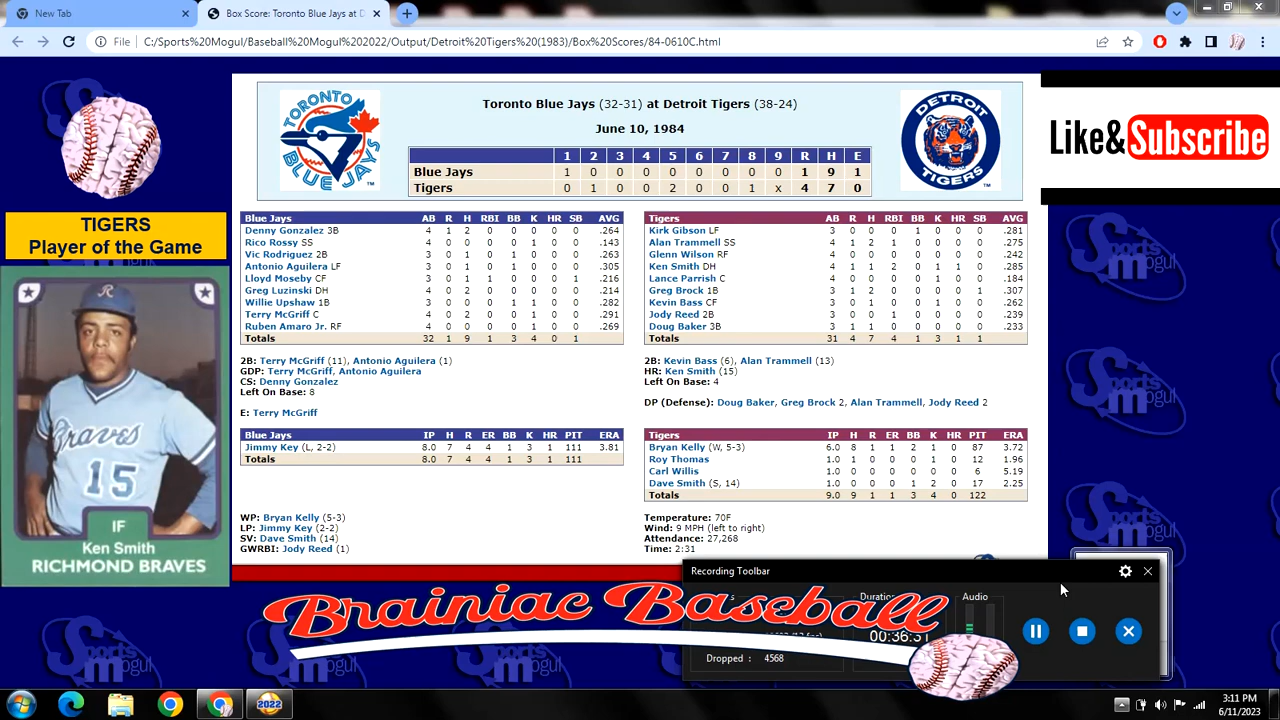 New Tab
Box Score: Toronto Blue Jays at D
File C:/Sports%20Mogul/Baseball%20Mogul%202022/Output/Detroit%20Tigers(1983)/Box%20Scores/84-0610C.html
TORONTO BLUE JAYS
Toronto Blue Jays (32-31) at Detroit Tigers (38-24)
June 10, 1984
DETROIT TIGERS
1 2 3 4 5 6 7 8 9 R H E
Blue Jays 1 0 0 0 0 0 0 0 0 1 9 1
Tigers 0 1 0 0 2 0 0 1 x 4 7 0
Like& Subscribe
TIGERS
Player of the Game
R
Braves
15
IF
Ken Smith
RICHMOND BRAVES
Blue Jays AB R H RBI BB K HR SB AVG
Denny Gonzalez 3B 4 1 2 0 0 0 0 0 .264
Rico Rossy SS 4 0 0 0 0 1 0 0 .143
Vic Rodriguez 2B 3 0 1 0 1 0 0 0 .263
Antonio Aguilera LF 3 0 1 0 1 0 0 0 .305
Lloyd Moseby CF 3 0 1 1 0 0 0 1 .216
Greg Luzinski DH 4 0 2 0 0 0 0 0 .214
Willie Upshaw 1B 3 0 0 0 1 1 0 0 .282
Terry McGriff C 4 0 2 0 0 1 0 0 .291
Ruben Amaro Jr. RF 4 0 0 0 0 1 0 0 .269
Totals 32 1 9 1 3 4 0 1
2B: Terry McGriff (11), Antonio Aguilera (1)
GDP: Terry McGriff, Antonio Aguilera
CS: Denny Gonzalez
Left On Base: 8
E: Terry McGriff
Tigers AB R H RBI BB K HR SB AVG
Kirk Gibson LF 3 0 0 0 1 0 0 0 .281
Alan Trammell SS 4 1 2 1 0 0 0 0 .275
Glenn Wilson RF 4 0 0 0 0 1 0 0 .242
Ken Smith DH 4 1 1 2 0 1 1 0 .285
Lance Parrish C 4 0 0 0 0 1 0 0 .184
Greg Brock 1B 3 1 2 0 0 0 0 1 .307
Kevin Bass CF 3 0 1 0 0 0 0 0 .262
Jody Reed 2B 3 0 0 1 0 0 0 0 .239
Doug Baker 3B 3 1 1 0 0 0 0 0 .233
Totals 31 4 7 4 1 3 1 1
2B: Kevin Bass (6), Alan Trammell (13)
HR: Ken Smith (15)
Left On Base: 4
DP (Defense): Doug Baker, Greg Brock 2, Alan Trammell, Jody Reed 2
Blue Jays IP H R ER BB K HR PIT ERA
Jimmy Key (L, 2-2) 8.0 7 4 4 1 3 1 111 3.81
Totals 8.0 7 4 4 1 3 1 111
Tigers IP H R ER BB K HR PIT ERA
Bryan Kelly (W, 5-3) 6.0 8 1 1 2 1 0 87 3.72
Roy Thomas 1.0 1 0 0 0 1 0 12 1.96
Carl Willis 1.0 0 0 0 0 0 0 6 5.19
Dave Smith (S, 14) 1.0 0 0 0 1 2 0 17 2.25
Totals 9.0 9 1 1 3 4 0 122
WP: Bryan Kelly (5-3)
LP: Jimmy Key (2-2)
SV: Dave Smith (14)
GWRBI: Jody Reed (1)
Temperature: 70F
Wind: 9 MPH (left to right)
Attendance: 27,268
Time: 2:31
Recording Toolbar
Audio
00:36:31
Dropped : 4568
Brainiac Baseball
Sports Mogul
2022
3:11 PM
6/11/2023